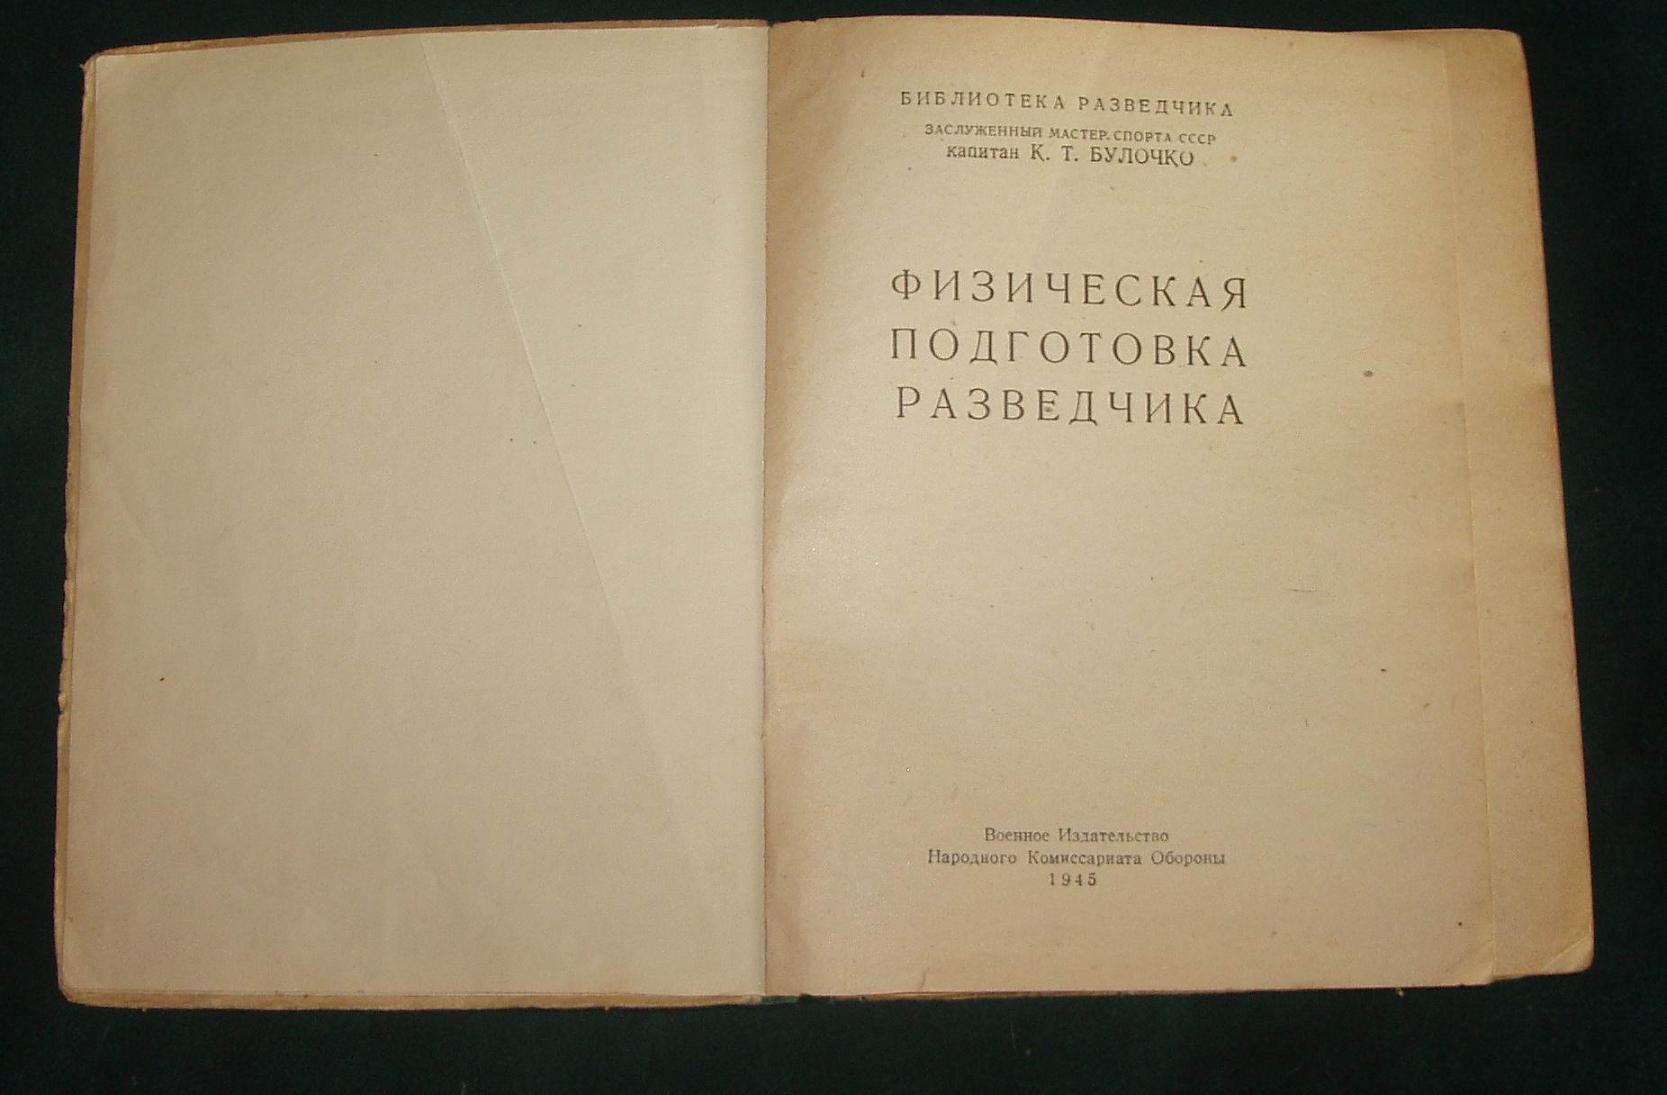 БИБЛИОТЕКА РАЗВЕДЧИКА
ЗАСЛУЖЕННЫЙ МАСТЕР СПОРТА СССР
капитан К. Т. БУЛОЧКО
ФИЗИЧЕСКАЯ
ПОДГОТОВКА
РАЗВЕДЧИКА
Военное Издательство
Народного Комиссариата Обороны
1945